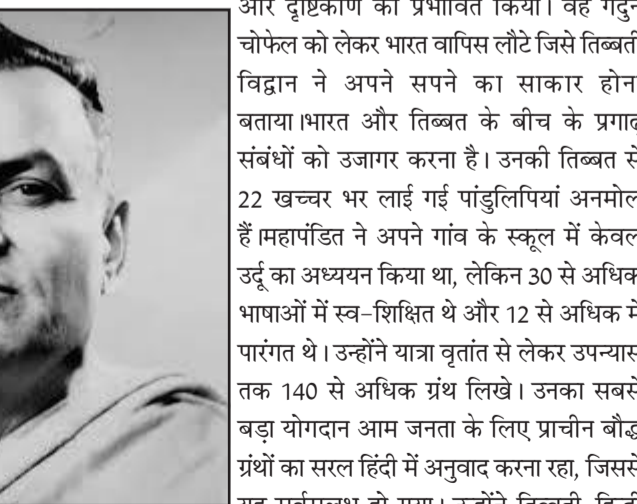 और दृष्टिकोण को प्रभावित किया। वह गेंदुन
चोफेल को लेकर भारत वापिस लौटे जिसे तिब्बती
विद्वान ने अपने सपने का साकार होन
बताया।भारत और तिब्बत के बीच के प्रगाढ़
संबंधों को उजागर करना है। उनकी तिब्बत से
22 खच्चर भर लाई गई पांडुलिपियां अनमोल
हैं।महापंडित ने अपने गांव के स्कूल में केवल
उर्दू का अध्ययन किया था, लेकिन 30 से अधिक
भाषाओं में स्व-शिक्षित थे और 12 से अधिक में
पारंगत थे। उन्होंने यात्रा वृतांत से लेकर उपन्यास
तक 140 से अधिक ग्रंथ लिखे। उनका सबसे
बड़ा योगदान आम जनता के लिए प्राचीन बौद्ध
ग्रंथों का सरल हिंदी में अनुवाद करना रहा, जिससे